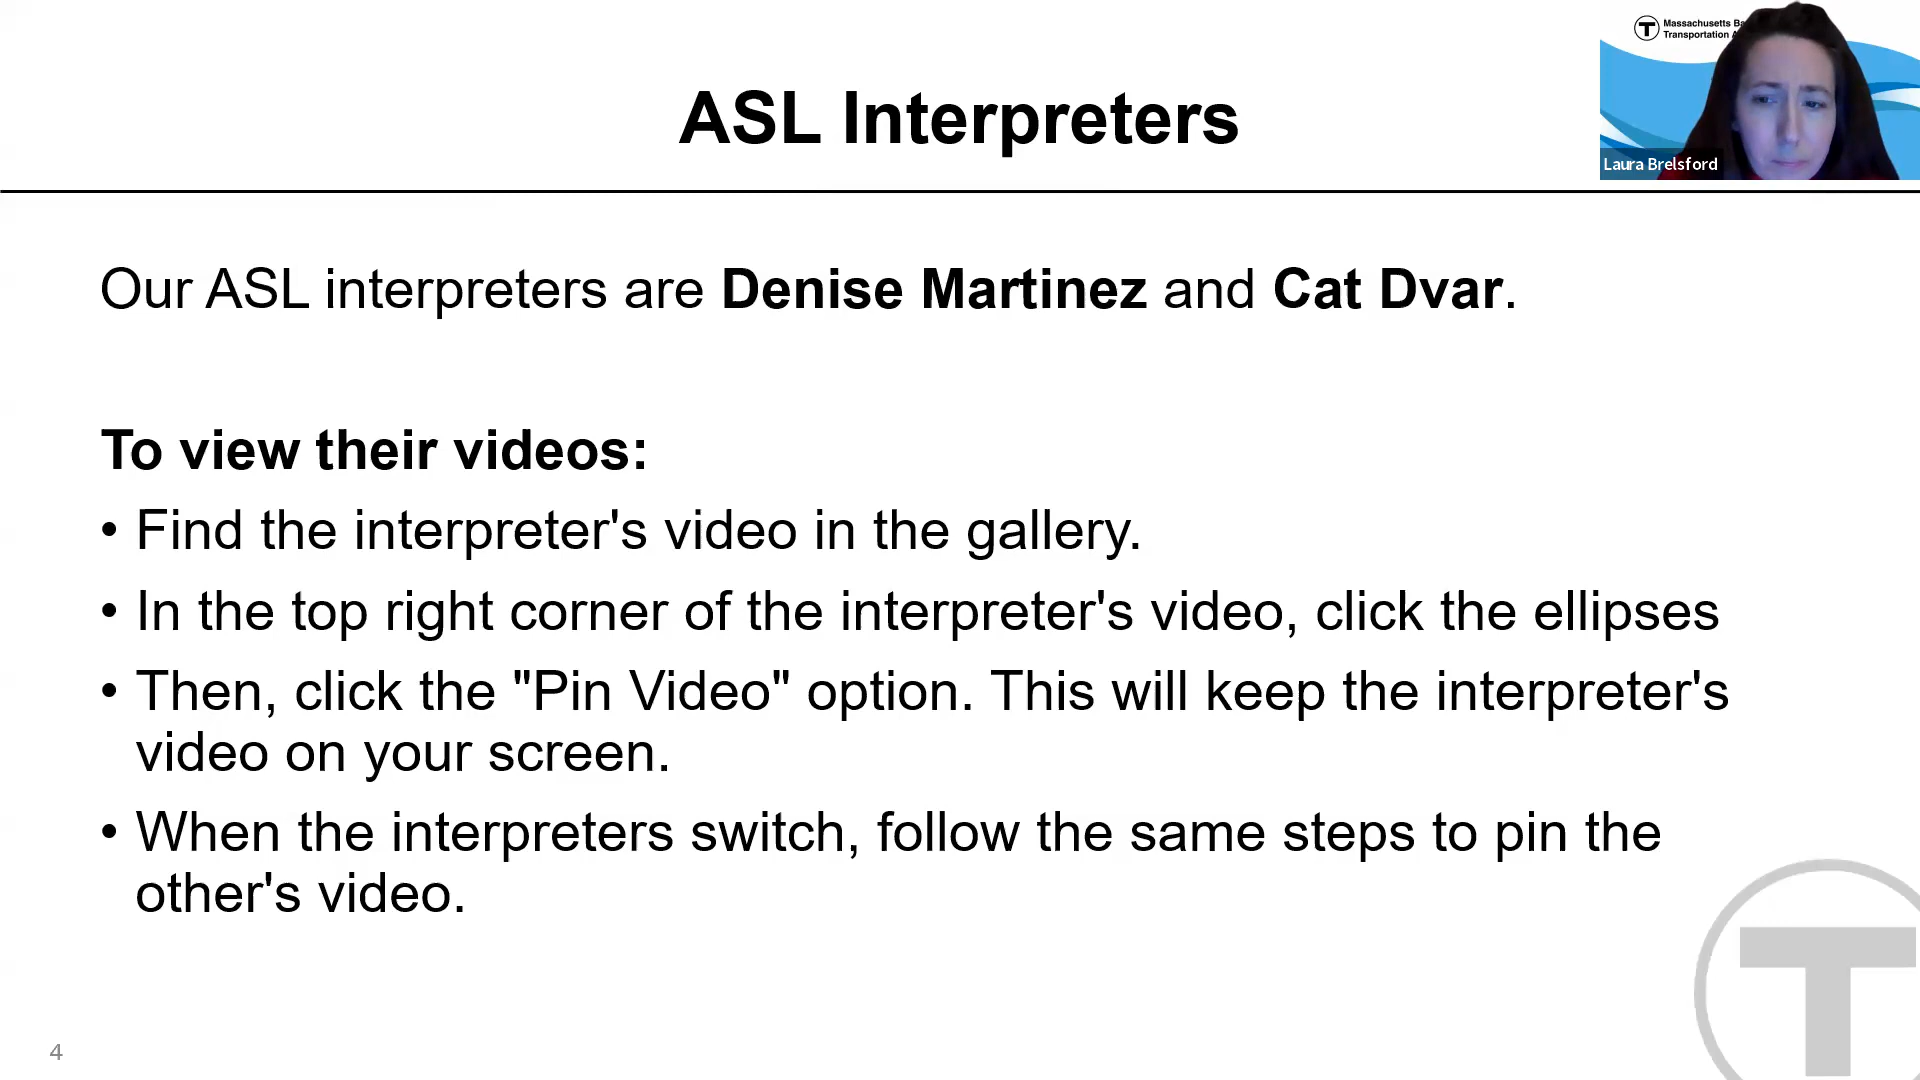 Massachusetts Ba
Transportation A
ASL Interpreters
Laura Brelsford
Our ASL interpreters are Denise Martinez and Cat Dvar.
To view their videos:
• Find the interpreter's video in the gallery.
• In the top right corner of the interpreter's video, click the ellipses
• Then, click the "Pin Video" option. This will keep the interpreter's
video on your screen.
• When the interpreters switch, follow the same steps to pin the
other's video.
T
4